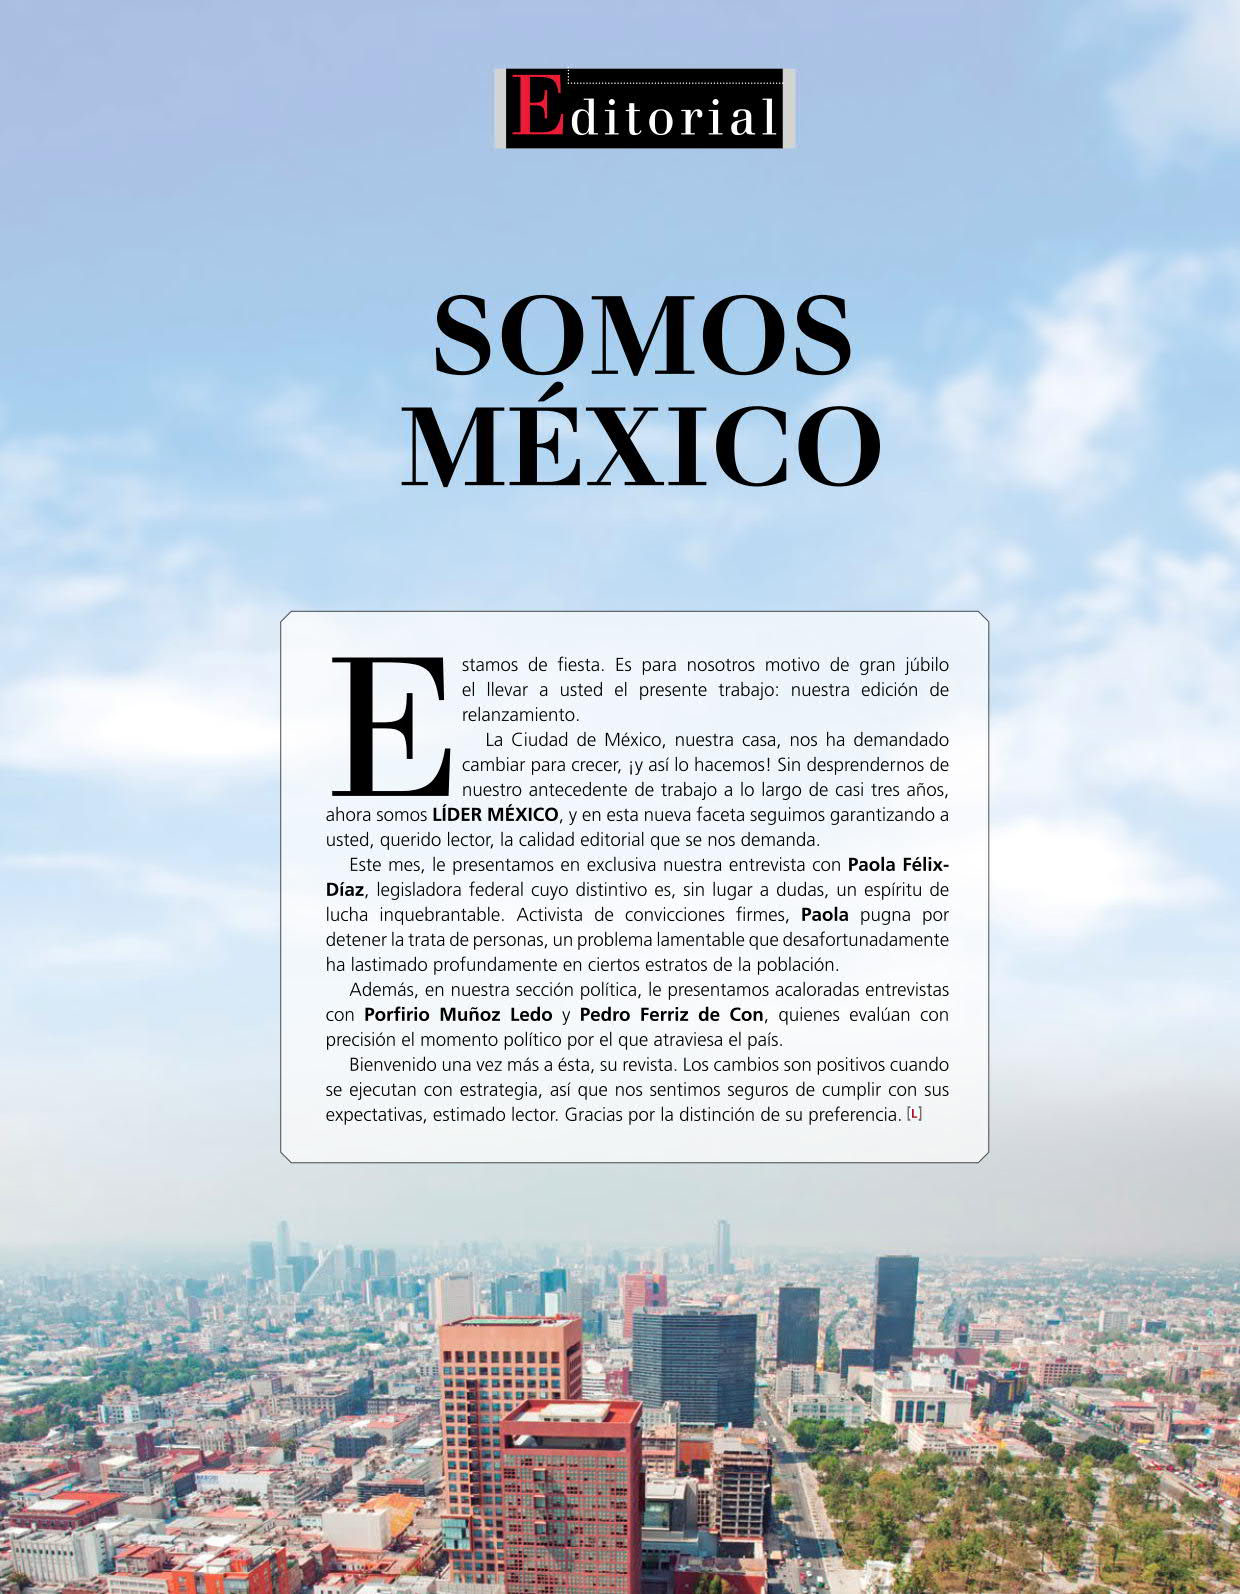 Editorial
SOMOS
MÉXICO
Estamos de fiesta. Es para nosotros motivo de gran júbilo
el llevar a usted el presente trabajo: nuestra edición de
relanzamiento.
La Ciudad de México, nuestra casa, nos ha demandado
cambiar para crecer, ¡y así lo hacemos! Sin desprendernos de
nuestro antecedente de trabajo a lo largo de casi tres años,
ahora somos LÍDER MÉXICO, y en esta nueva faceta seguimos garantizando a
usted, querido lector, la calidad editorial que se nos demanda.
Este mes, le presentamos en exclusiva nuestra entrevista con Paola Félix-
Díaz, legisladora federal cuyo distintivo es, sin lugar a dudas, un espíritu de
lucha inquebrantable. Activista de convicciones firmes, Paola pugna por
detener la trata de personas, un problema lamentable que desafortunadamente
ha lastimado profundamente en ciertos estratos de la población.
Además, en nuestra sección política, le presentamos acaloradas entrevistas
con Porfirio Muñoz Ledo y Pedro Ferriz de Con, quienes evalúan con
precisión el momento político por el que atraviesa el país.
Bienvenido una vez más a ésta, su revista. Los cambios son positivos cuando
se ejecutan con estrategia, así que nos sentimos seguros de cumplir con sus
expectativas, estimado lector. Gracias por la distinción de su preferencia. [L]